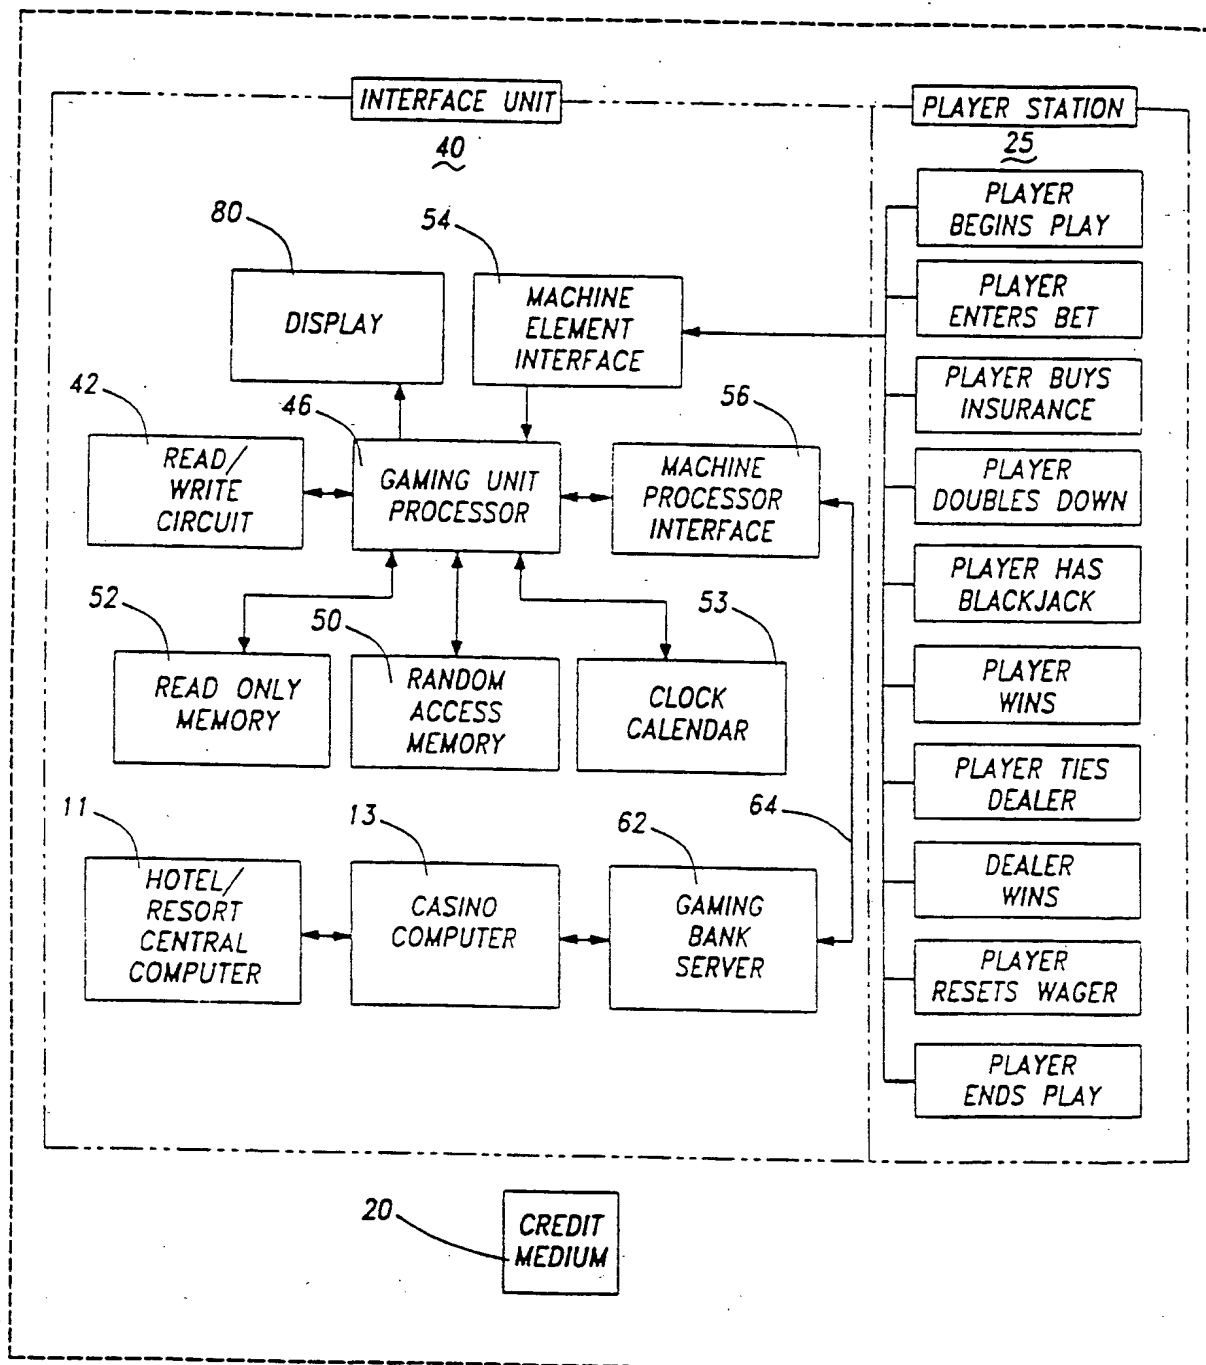 INTERFACE UNIT
40
PLAYER STATION
25
80
DISPLAY
54
MACHINE
ELEMENT
INTERFACE
42
READ/
WRITE
CIRCUIT
46
GAMING UNIT
PROCESSOR
56
MACHINE
PROCESSOR
INTERFACE
52
READ ONLY
MEMORY
50
RANDOM
ACCESS
MEMORY
53
CLOCK
CALENDAR
11
HOTEL/
RESORT
CENTRAL
COMPUTER
13
CASINO
COMPUTER
62
GAMING
BANK
SERVER
64
PLAYER
BEGINS PLAY
PLAYER
ENTERS BET
PLAYER BUYS
INSURANCE
PLAYER
DOUBLES DOWN
PLAYER HAS
BLACKJACK
PLAYER
WINS
PLAYER TIES
DEALER
DEALER
WINS
PLAYER
RESETS WAGER
PLAYER
ENDS PLAY
20
CREDIT
MEDIUM